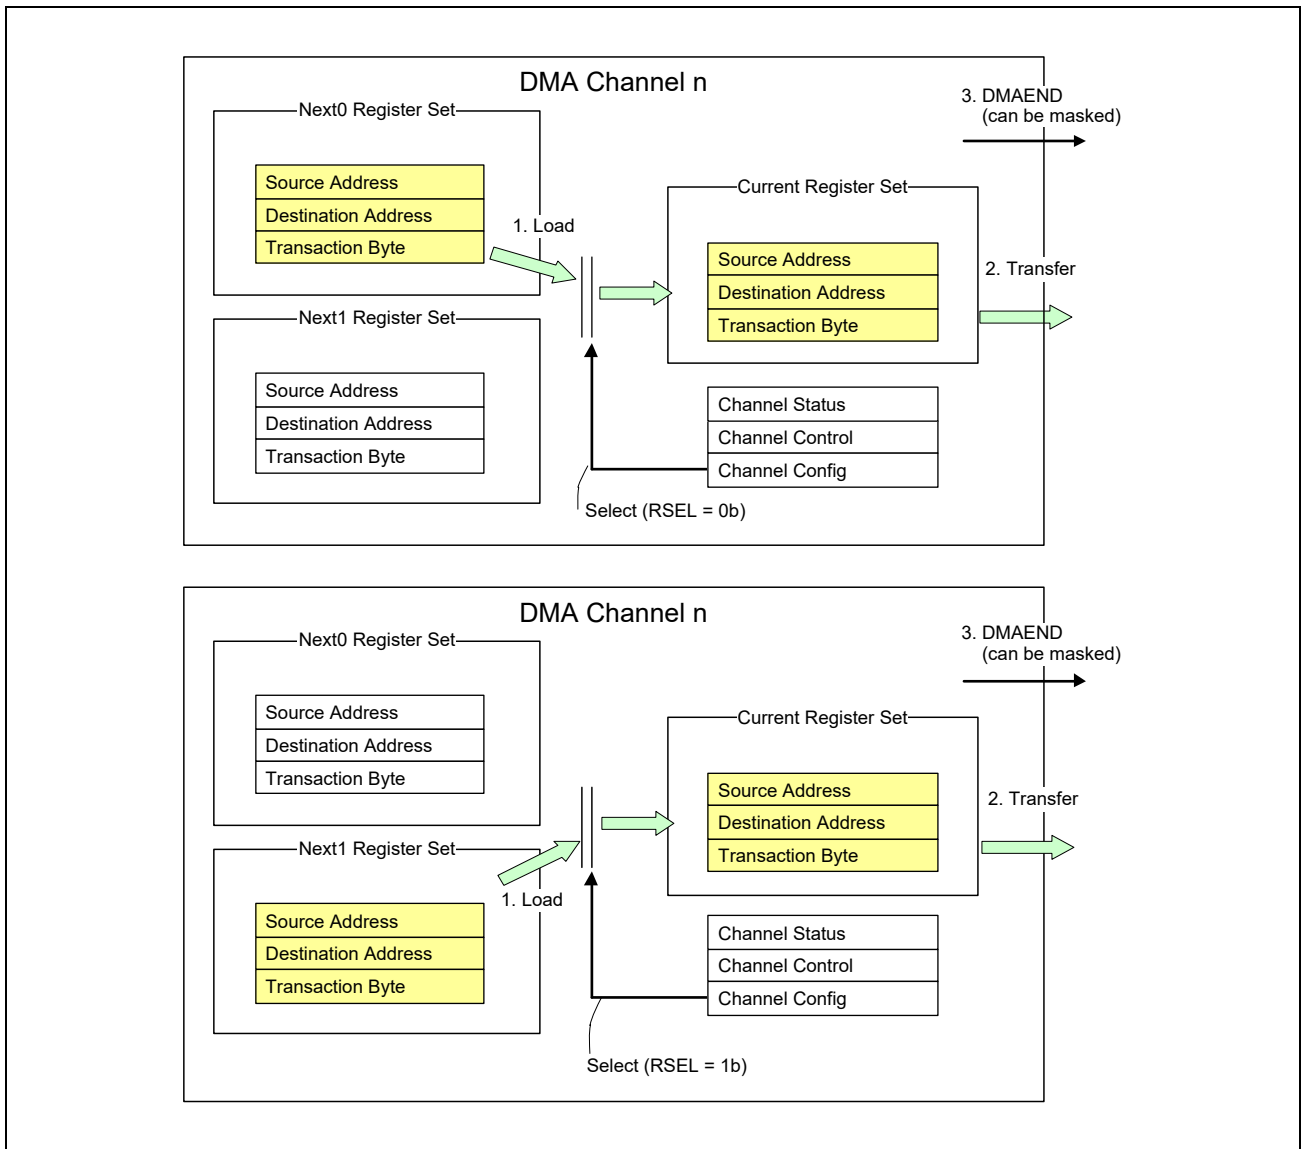 DMA Channel n
3. DMAEND
(can be masked)
Next0 Register Set
Source Address
Destination Address
Transaction Byte
1. Load
Current Register Set
Source Address
Destination Address
Transaction Byte
2. Transfer
Next1 Register Set
Source Address
Destination Address
Transaction Byte
Channel Status
Channel Control
Channel Config
Select (RSEL = 0b)
DMA Channel n
3. DMAEND
(can be masked)
Next0 Register Set
Source Address
Destination Address
Transaction Byte
Current Register Set
Source Address
Destination Address
Transaction Byte
2. Transfer
Next1 Register Set
1. Load
Source Address
Destination Address
Transaction Byte
Channel Status
Channel Control
Channel Config
Select (RSEL = 1b)